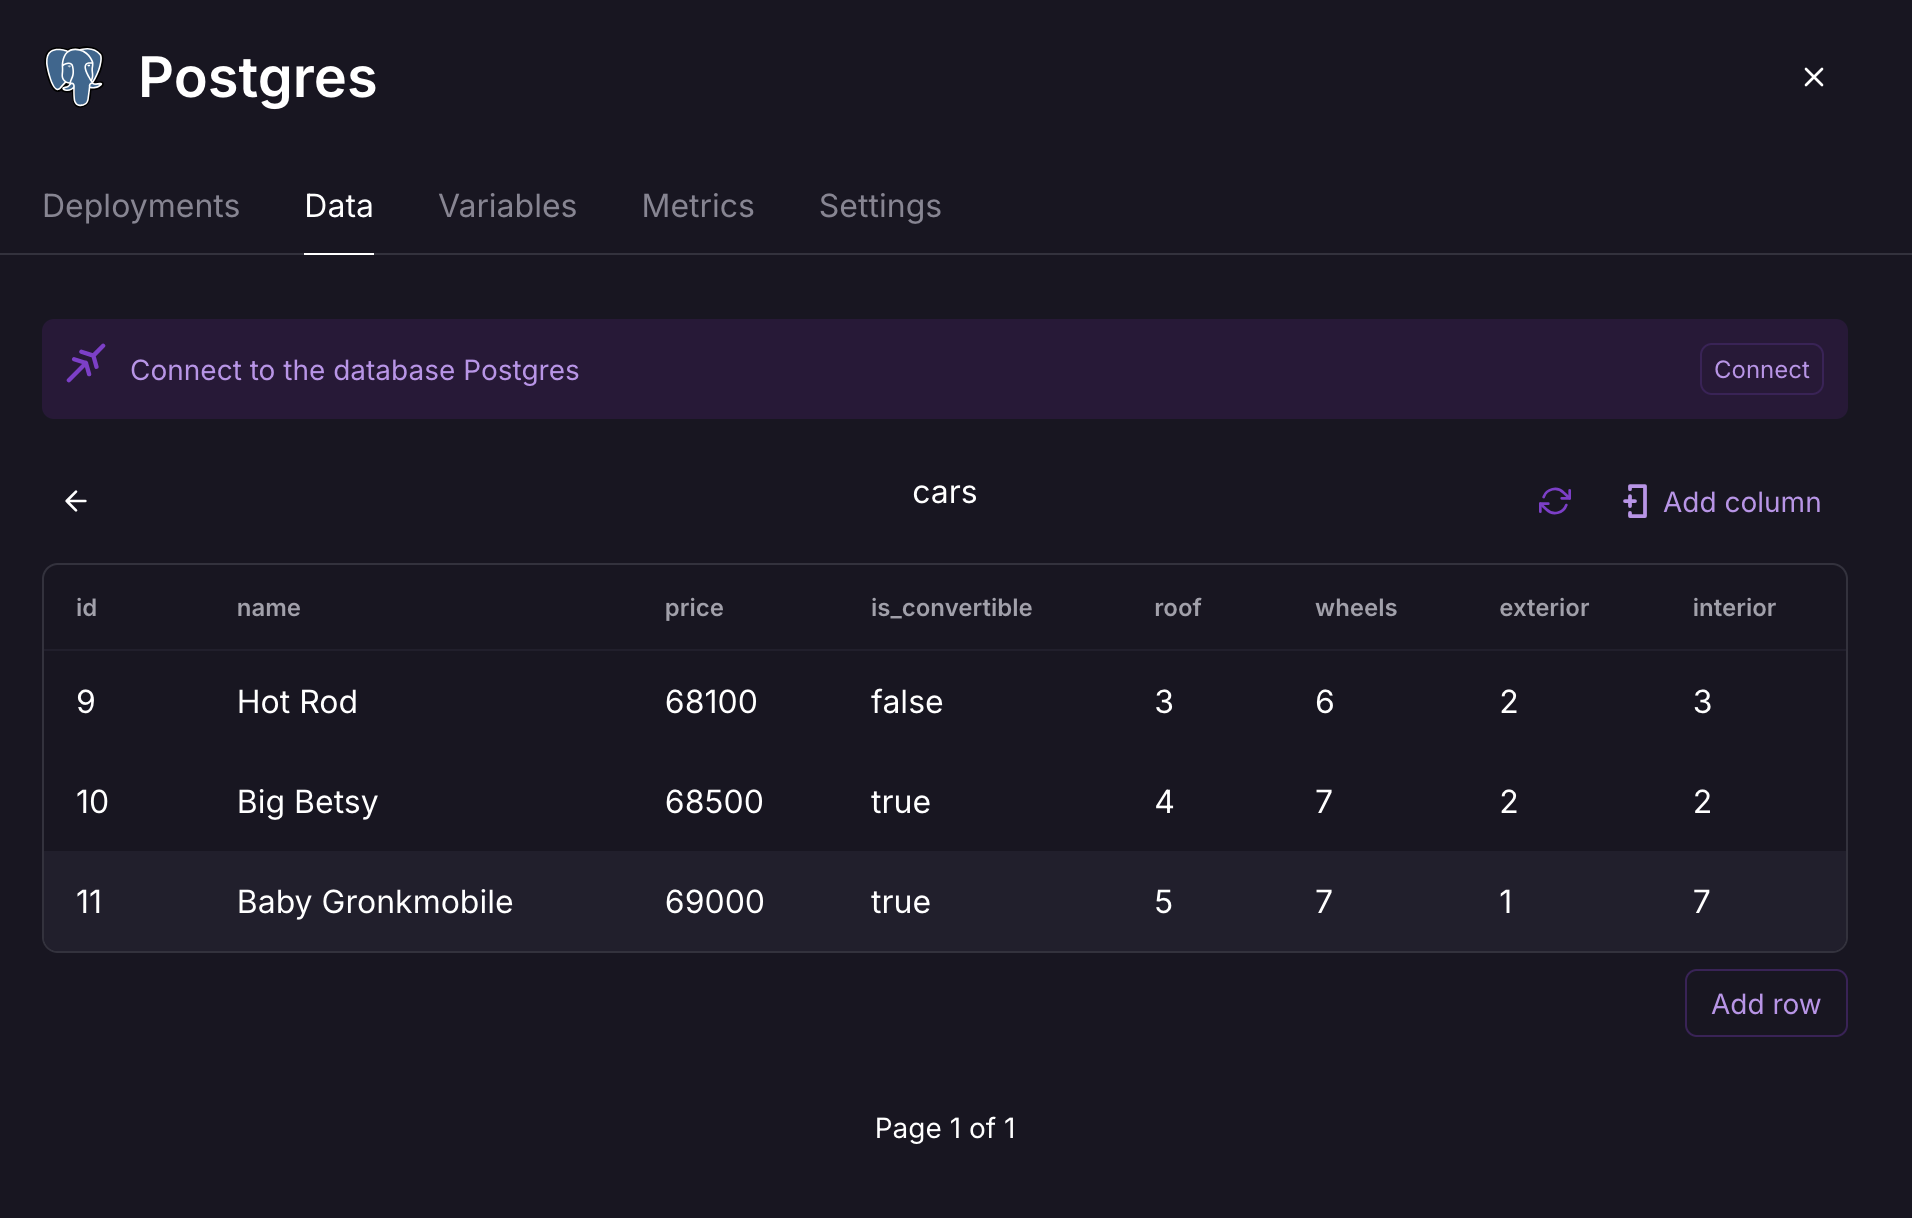 Postgres
Deployments Data Variables Metrics Settings
Connect to the database Postgres Connect
cars Add column
id name price is_convertible roof wheels exterior interior
9 Hot Rod 68100 false 3 6 2 3
10 Big Betsy 68500 true 4 7 2 2
11 Baby Gronkmobile 69000 true 5 7 1 7
Add row
Page 1 of 1